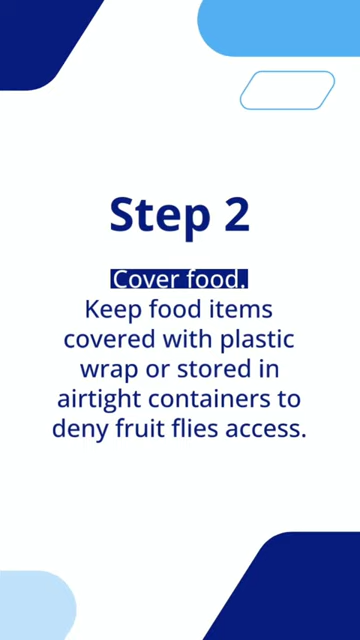 Step 2
Cover food.
Keep food items
covered with plastic
wrap or stored in
airtight containers to
deny fruit flies access.